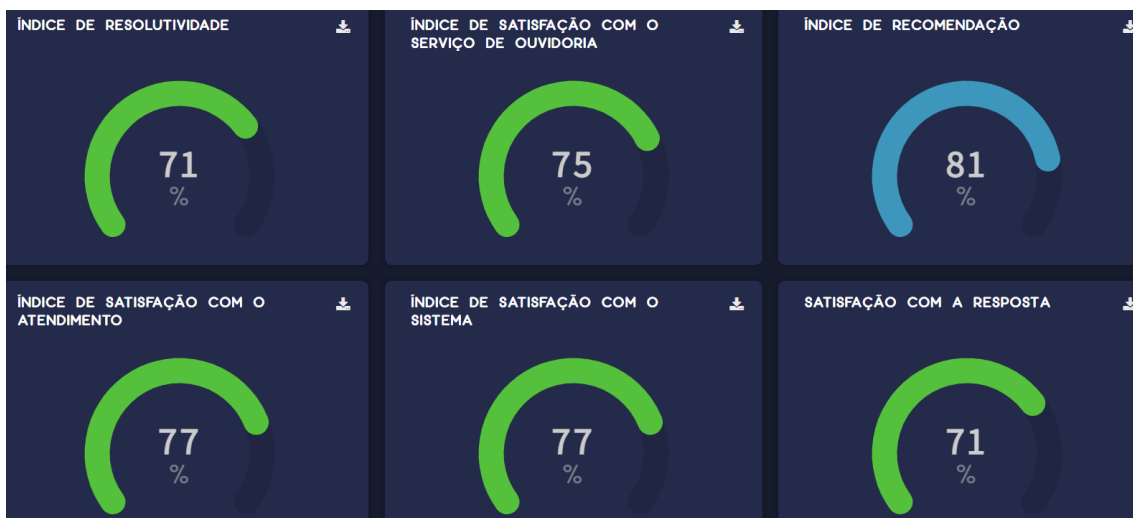 ÍNDICE DE RESOLUTIVIDADE
71
%
ÍNDICE DE SATISFAÇÃO COM O
SERVIÇO DE OUVIDORIA
75
%
ÍNDICE DE RECOMENDAÇÃO
81
%
ÍNDICE DE SATISFAÇÃO COM O
ATENDIMENTO
77
%
ÍNDICE DE SATISFAÇÃO COM O
SISTEMA
77
%
SATISFAÇÃO COM A RESPOSTA
71
%